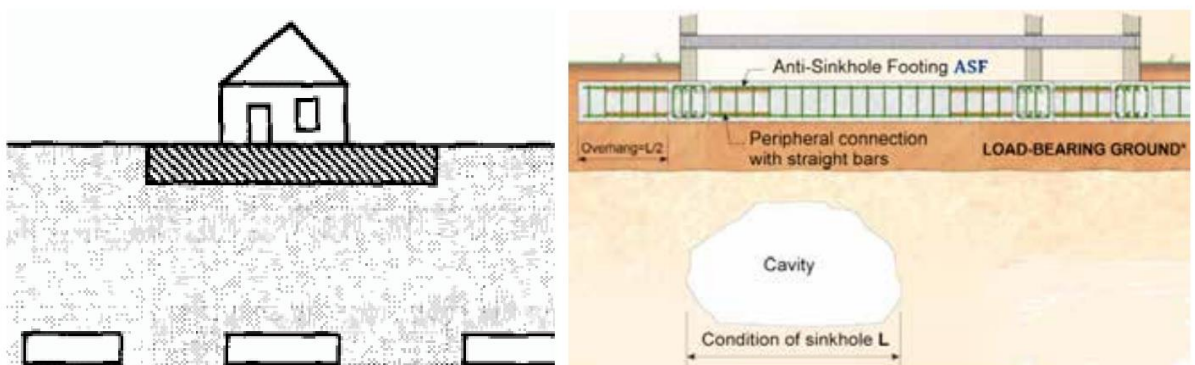 Anti-Sinkhole Footing ASF
Peripheral connection
with straight bars
Overhang=L/2
LOAD-BEARING GROUND*
Cavity
Condition of sinkhole L